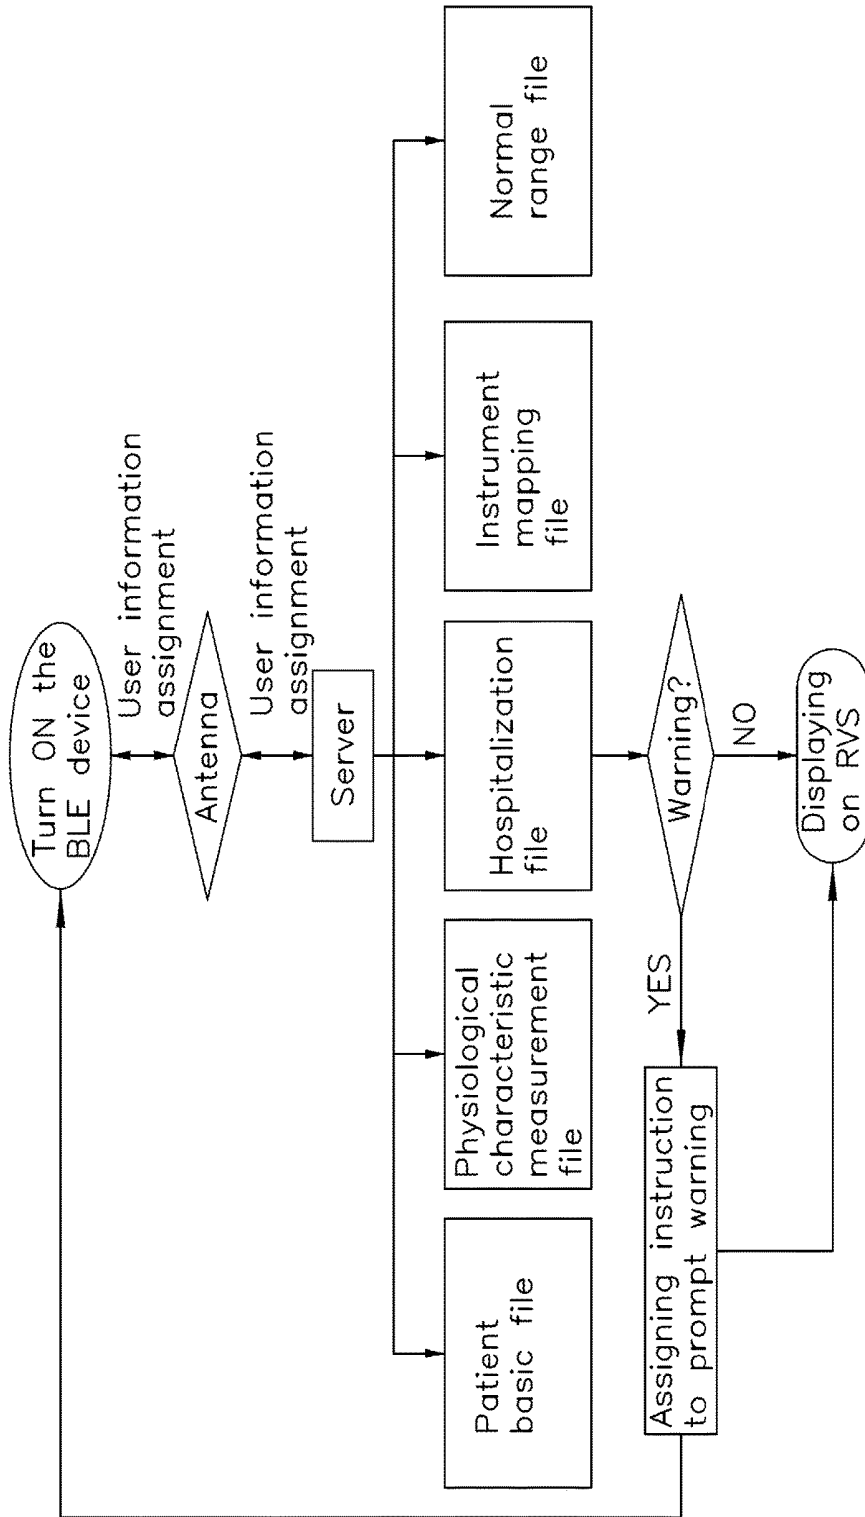 Turn ON the
BLE device
User information
assignment
Antenna
User information
assignment
Server
Patient
basic file
Physiological
characteristic
measurement
file
Hospitalization
file
Instrument
mapping
file
Normal
range file
Warning?
YES
NO
Assigning instruction
to prompt warning
Displaying
on RVS